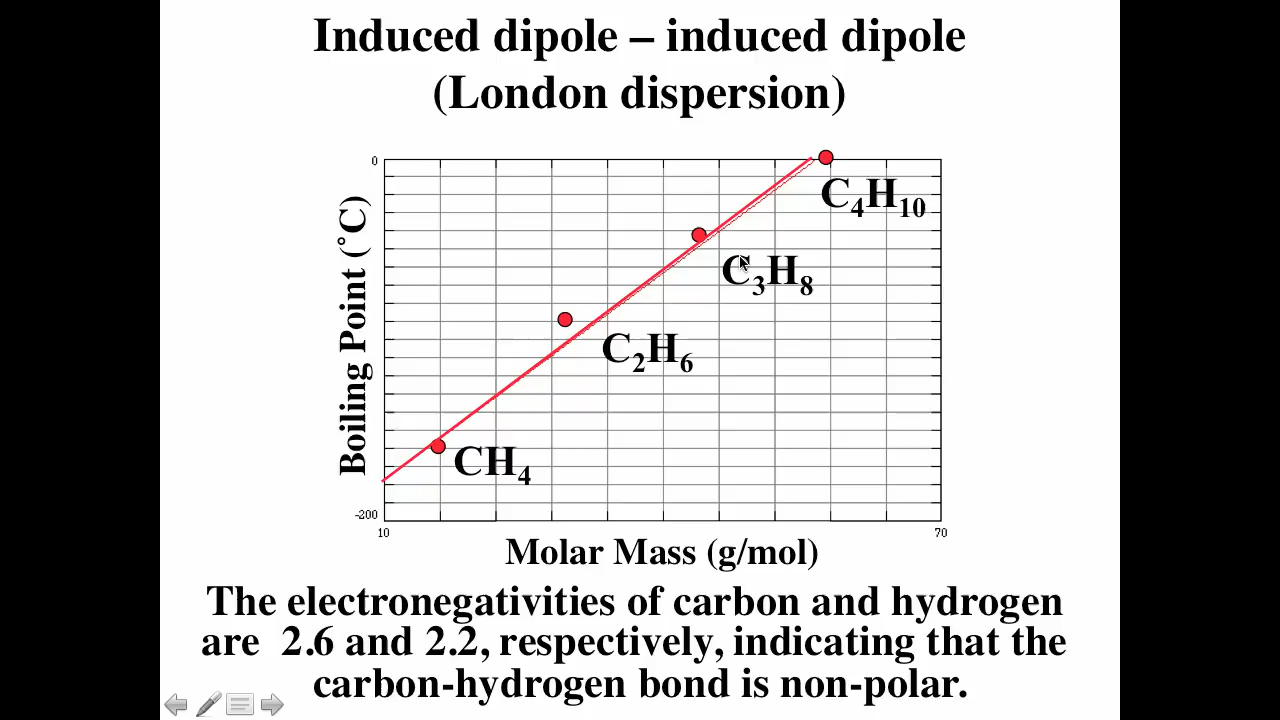 Induced dipole – induced dipole
(London dispersion)
0
C₄H₁₀
C₃H₈
Boiling Point (˚C)
C₂H₆
CH₄
-200
10
70
Molar Mass (g/mol)
The electronegativities of carbon and hydrogen
are  2.6 and 2.2, respectively, indicating that the
carbon-hydrogen bond is non-polar.